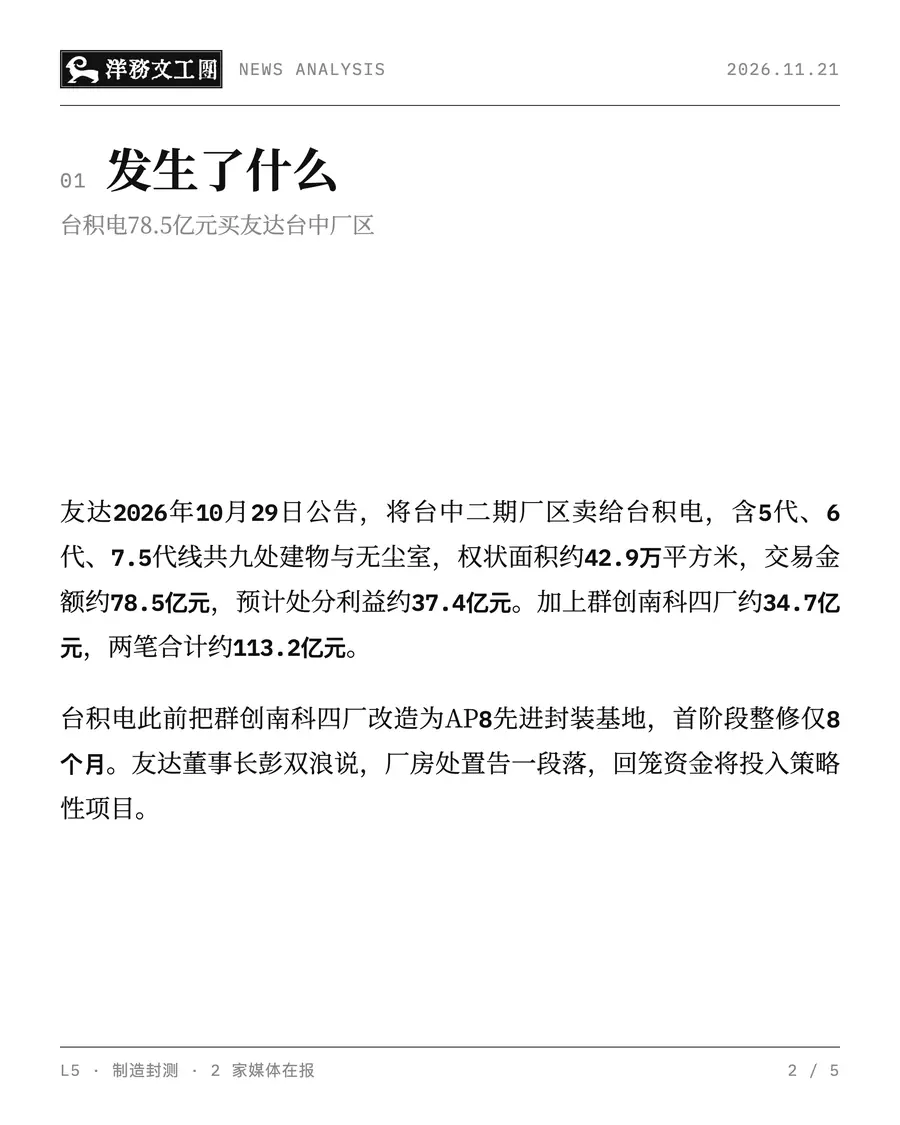 洋務文工團 NEWS ANALYSIS 2026.11.21
01 发生了什么
台积电78.5亿元买友达台中厂区
友达2026年10月29日公告，将台中二期厂区卖给台积电，含5代、6
代、7.5代线共九处建物与无尘室，权状面积约42.9万平方米，交易金
额约78.5亿元，预计处分利益约37.4亿元。加上群创南科四厂约34.7亿
元，两笔合计约113.2亿元。
台积电此前把群创南科四厂改造为AP8先进封装基地，首阶段整修仅8
个月。友达董事长彭双浪说，厂房处置告一段落，回笼资金将投入策略
性项目。
L5 · 制造封测 · 2 家媒体在报 2 / 5